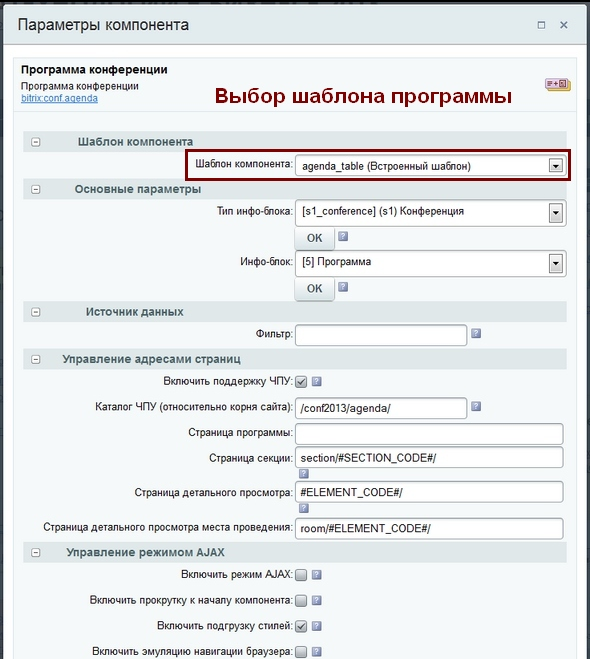 Параметры компонента
Программа конференции
Программа конференции
bitrix:conf.agenda
Выбор шаблона программы
Шаблон компонента
Шаблон компонента: agenda_table (Встроенный шаблон)
Основные параметры
Тип инфо-блока: [s1_conference] (s1) Конференция
OK ?
Инфо-блок: [5] Программа
OK ?
Источник данных
Фильтр: ?
Управление адресами страниц
Включить поддержку ЧПУ: ?
Каталог ЧПУ (относительно корня сайта): /conf2013/agenda/ ?
Страница программы:
Страница секции: section/#SECTION_CODE#/
?
Страница детального просмотра: #ELEMENT_CODE#/
?
Страница детального просмотра места проведения: room/#ELEMENT_CODE#/
Управление режимом AJAX
Включить режим AJAX: ?
Включить прокрутку к началу компонента: ?
Включить подгрузку стилей: ?
Включить эмуляцию навигации браузера: ?